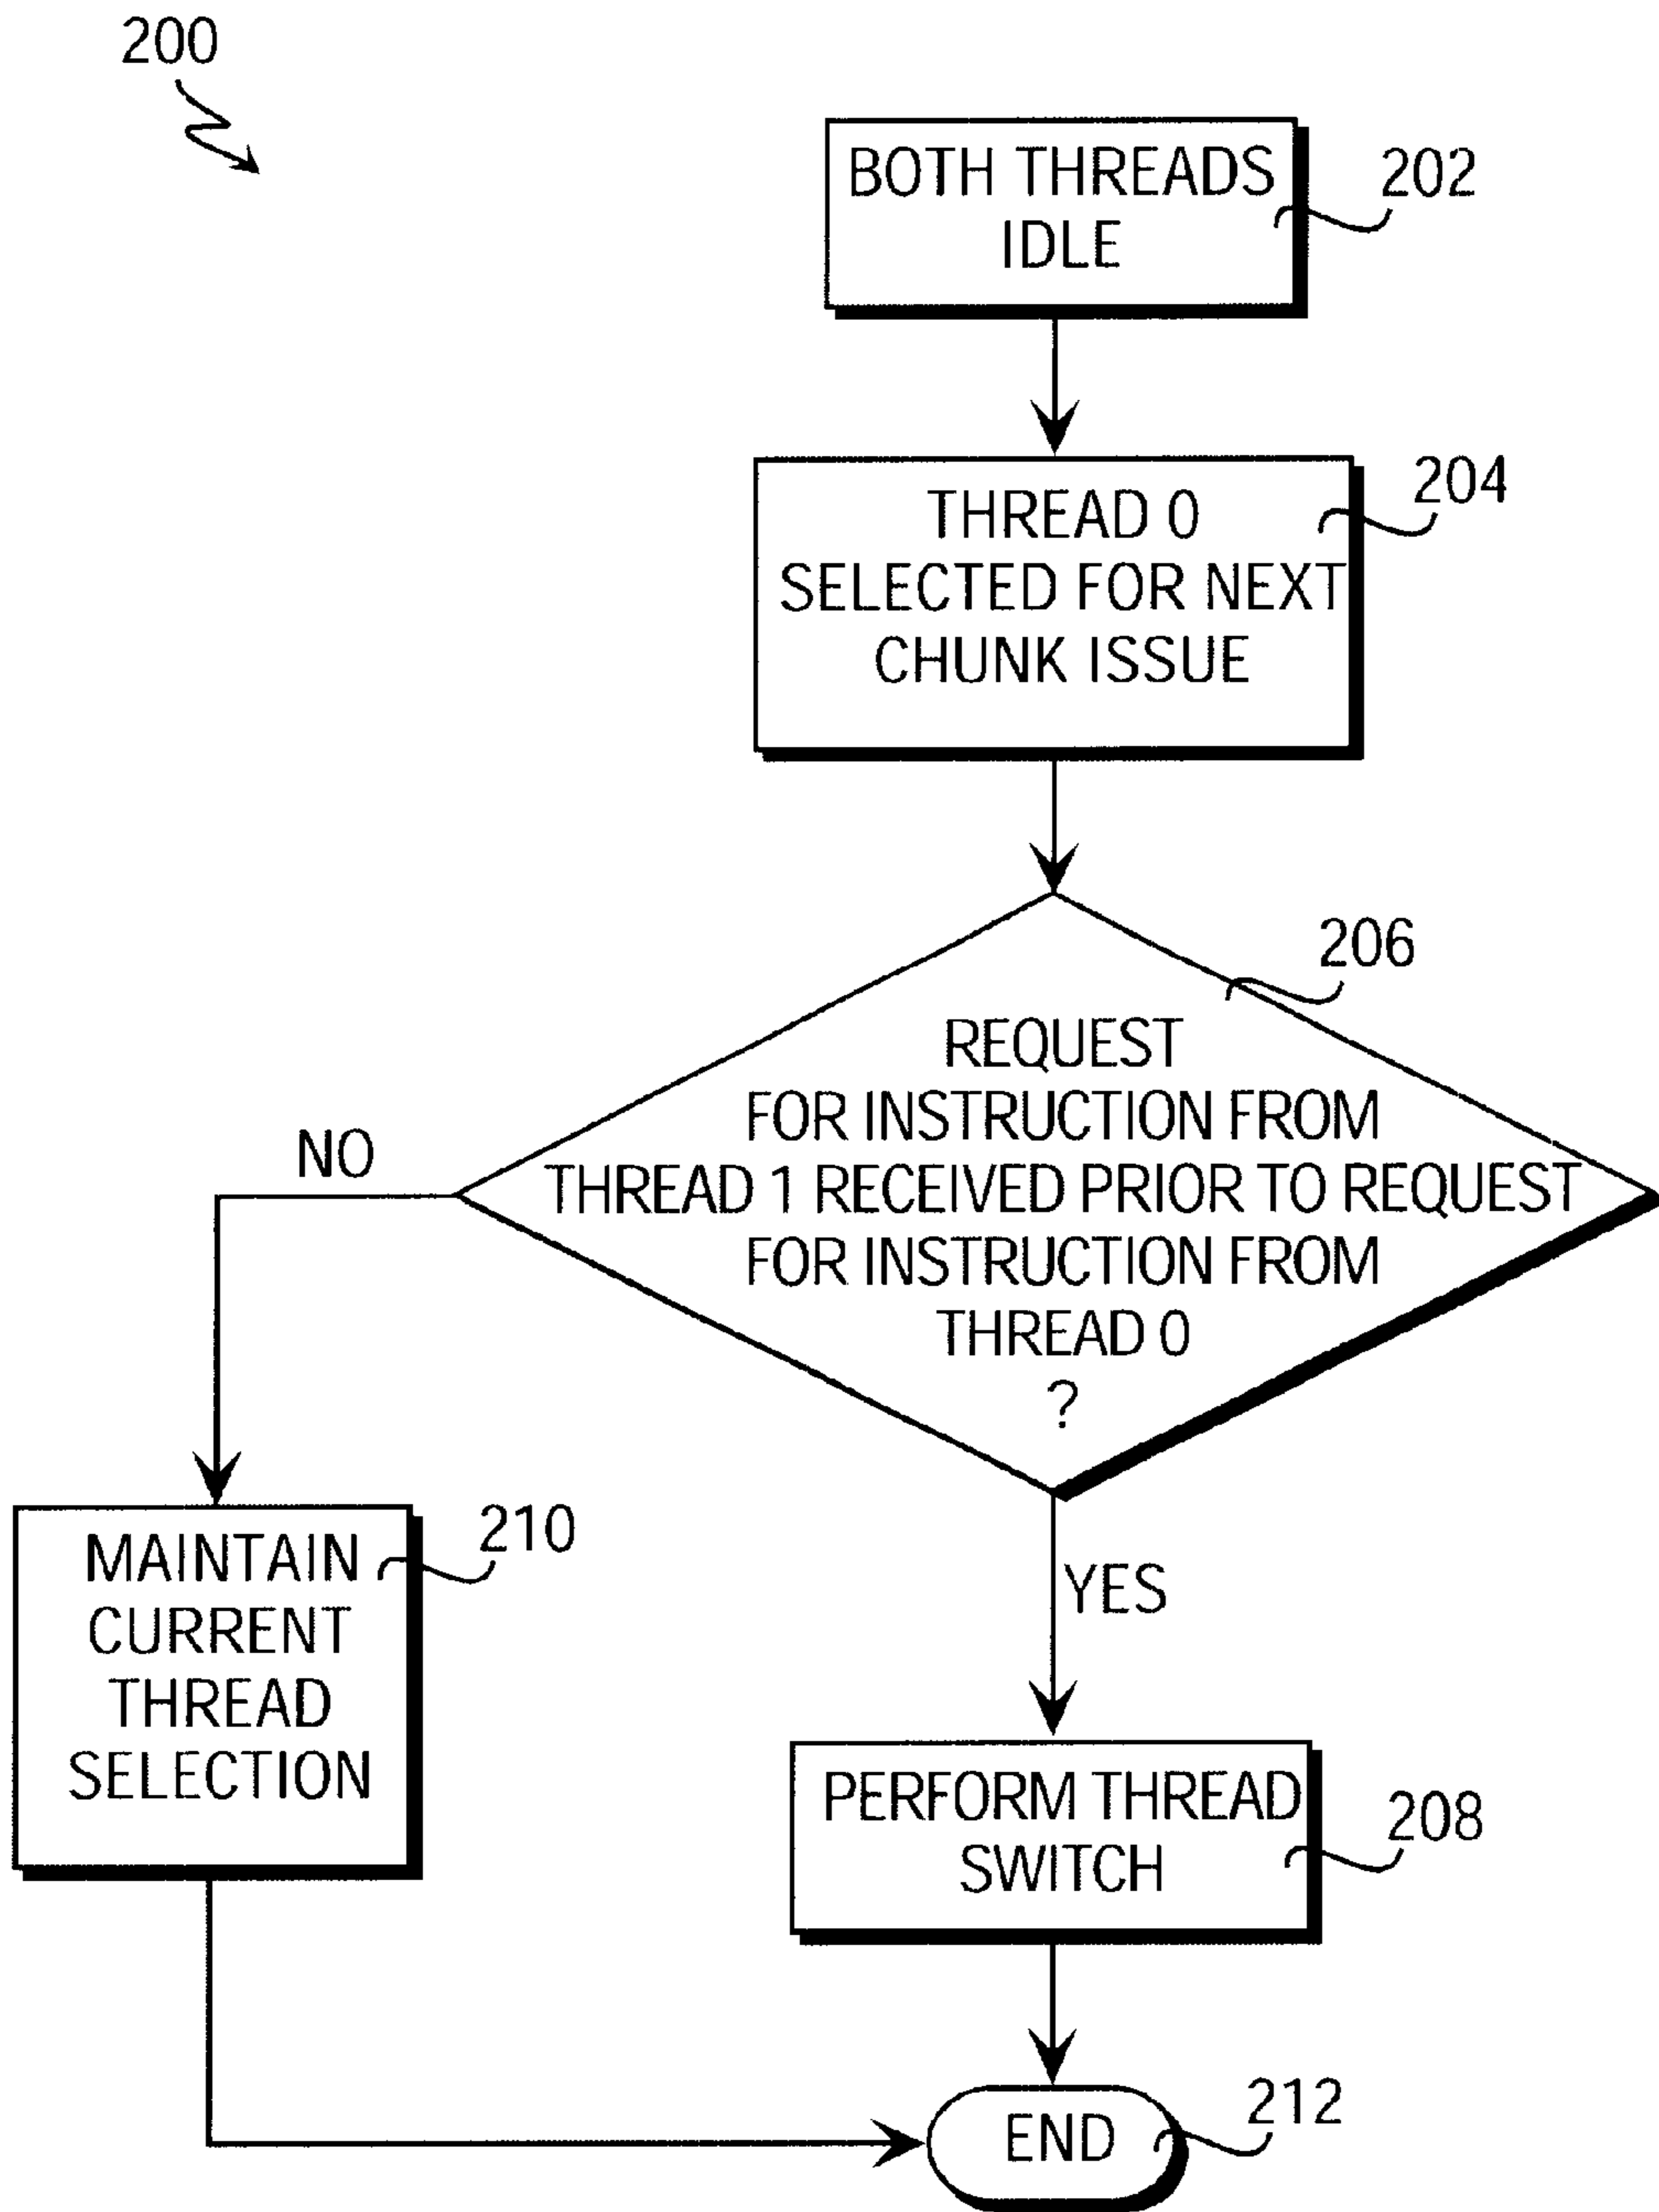 200
BOTH THREADS
IDLE
202
THREAD 0
SELECTED FOR NEXT
CHUNK ISSUE
204
206
REQUEST
FOR INSTRUCTION FROM
THREAD 1 RECEIVED PRIOR TO REQUEST
FOR INSTRUCTION FROM
THREAD 0
?
NO
YES
MAINTAIN
CURRENT
THREAD
SELECTION
210
PERFORM THREAD
SWITCH
208
END
212